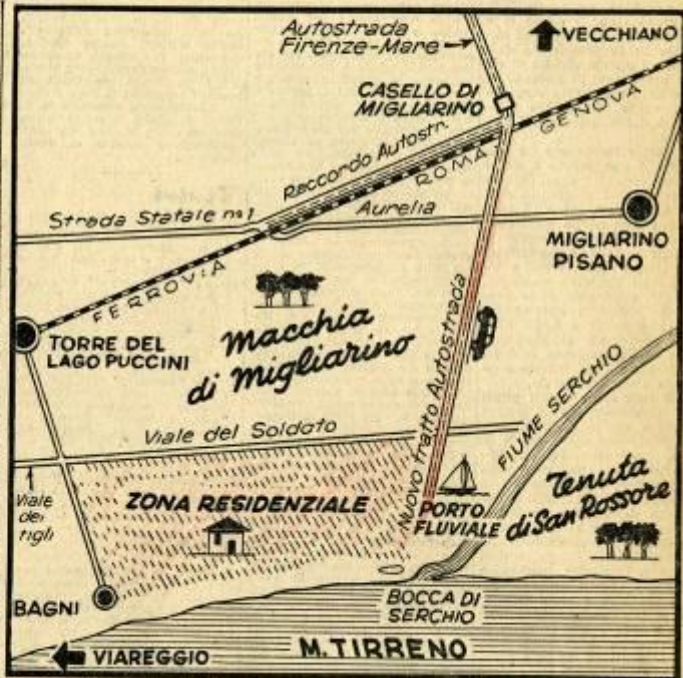 Autostrada
Firenze-Mare
VECCHIANO
CASELLO DI
MIGLIARINO
Raccordo Autostr.
ROMA
GENOVA
Strada Statale n°1
Aurelia
MIGLIARINO
PISANO
FERROVIA
TORRE DEL
LAGO PUCCINI
Macchia
di Migliarino
Nuovo tratto Autostrada
FIUME SERCHIO
Viale del Soldato
Viale
dei
tigli
ZONA RESIDENZIALE
PORTO
FLUVIALE
Tenuta
di San Rossore
BAGNI
BOCCA DI
SERCHIO
VIAREGGIO
M. TIRRENO